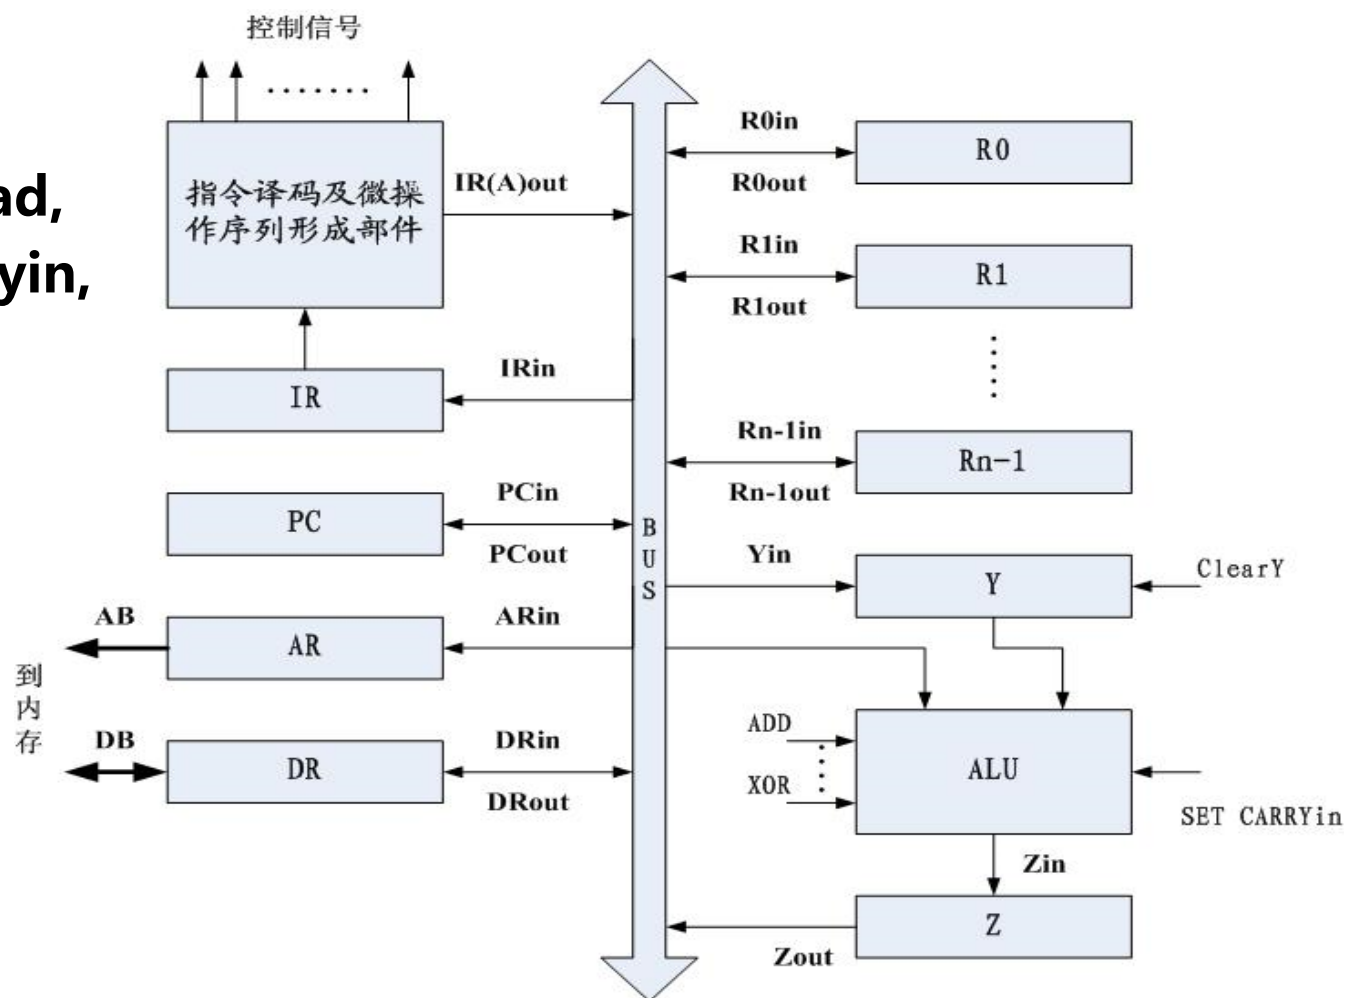 控制信号
ad,
yin,
指令译码及微操
作序列形成部件
IR(A)out
IR
IRin
PC
PCin
PCout
AB
AR
ARin
到
内
存
DB
DR
DRin
DRout
B
U
S
R0in
R0out
R0
R1in
R1out
R1
Rn-1in
Rn-1out
Rn-1
Yin
Y
ClearY
ADD
XOR
ALU
SET CARRYin
Zin
Z
Zout